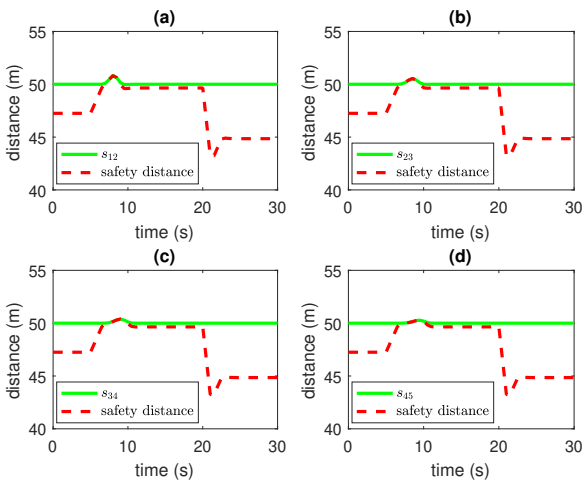 (a)
55
50
45
40
distance (m)
s12
safety distance
0 10 20 30
time (s)
(b)
55
50
45
40
distance (m)
s23
safety distance
0 10 20 30
time (s)
(c)
55
50
45
40
distance (m)
s34
safety distance
0 10 20 30
time (s)
(d)
55
50
45
40
distance (m)
s45
safety distance
0 10 20 30
time (s)